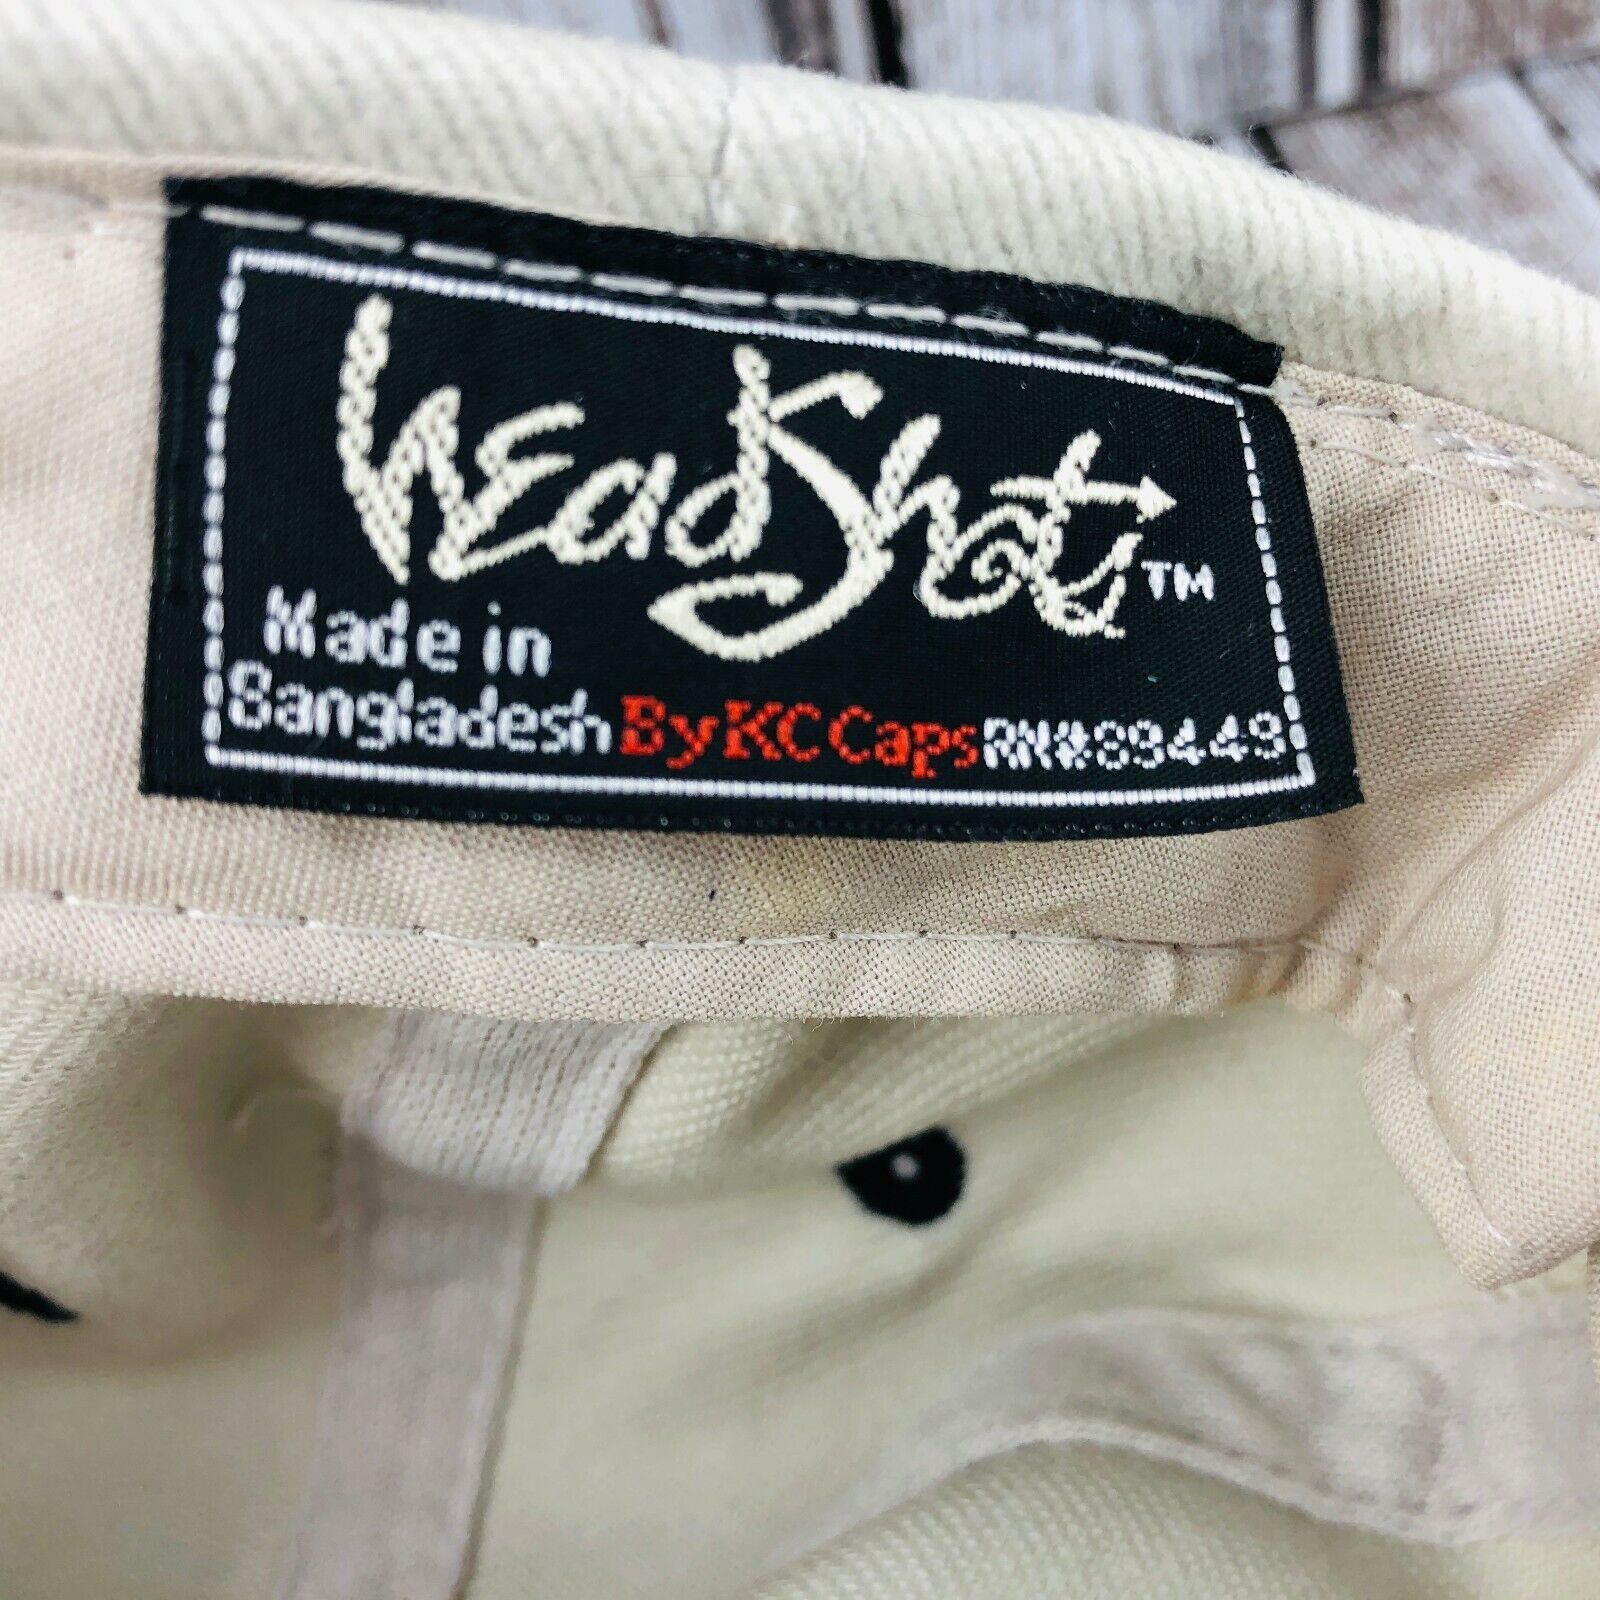 HeadShot™
Made in
Bangladesh By KC Caps RN#89449